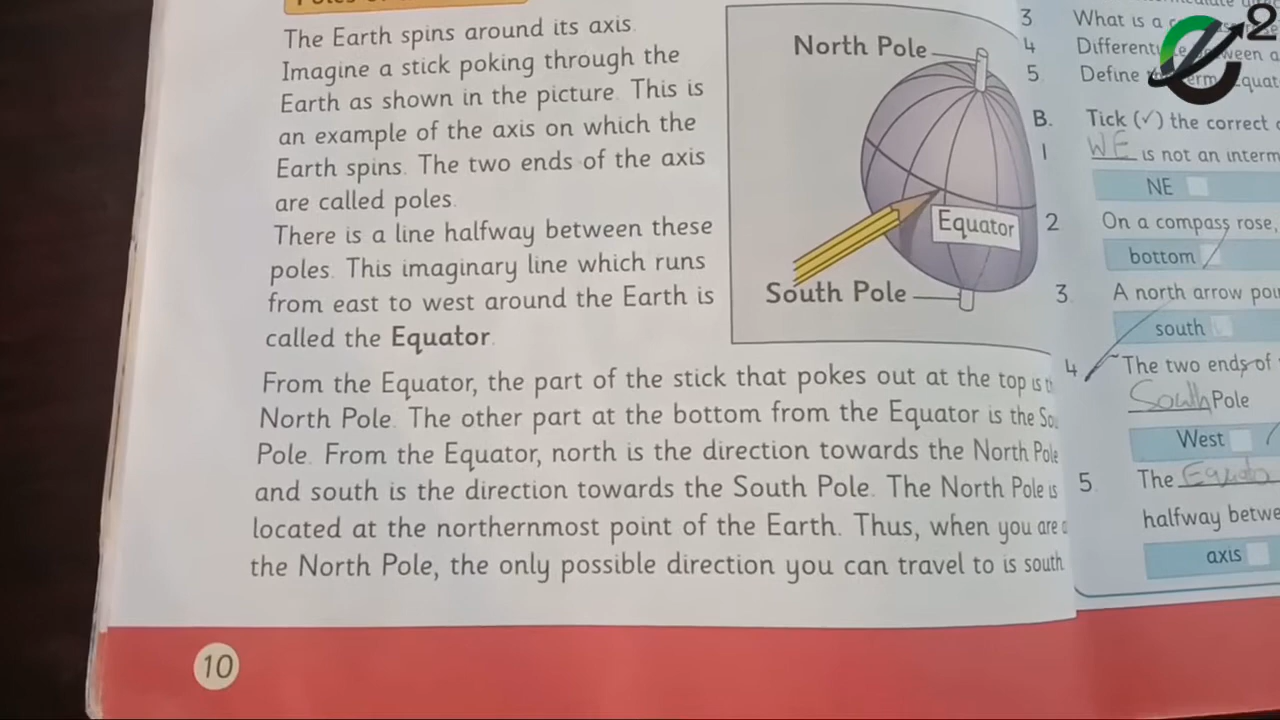 The Earth spins around its axis.
Imagine a stick poking through the
Earth as shown in the picture. This is
an example of the axis on which the
Earth spins. The two ends of the axis
are called poles.
There is a line halfway between these
poles. This imaginary line which runs
from east to west around the Earth is
called the Equator.
North Pole
Equator
South Pole
From the Equator, the part of the stick that pokes out at the top is
North Pole. The other part at the bottom from the Equator is the
Pole. From the Equator, north is the direction towards the North Pole
and south is the direction towards the South Pole. The North Pole is
located at the northernmost point of the Earth. Thus, when you are
the North Pole, the only possible direction you can travel to is south
10
3 What is a
4 between a
5 Define
B. Tick (✓) the correct
1 WE is not an
NE
2 On a compass rose,
bottom
3 A north arrow
south
4 The two ends of
South Pole
West
5. The
halfway
axis
2